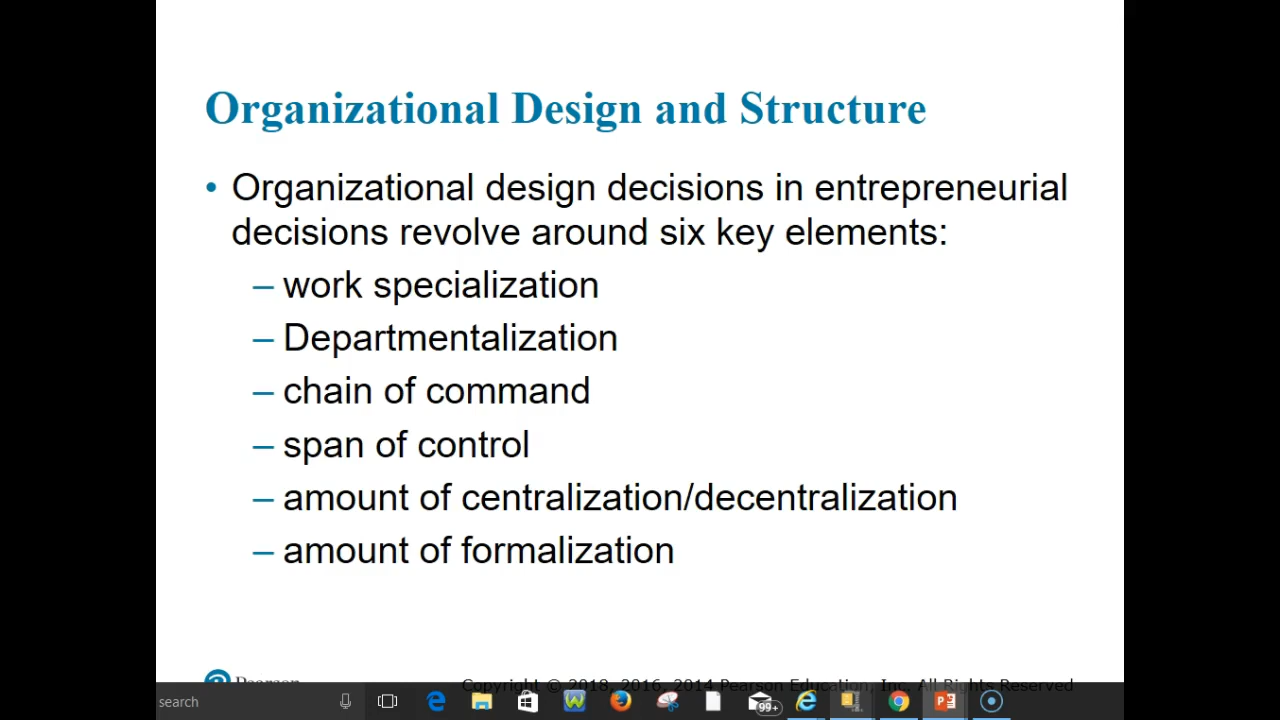 Organizational Design and Structure
• Organizational design decisions in entrepreneurial
decisions revolve around six key elements:
– work specialization
– Departmentalization
– chain of command
– span of control
– amount of centralization/decentralization
– amount of formalization
Pearson
Copyright © 2018, 2016, 2014 Pearson Education, Inc. All Rights Reserved
search
99+